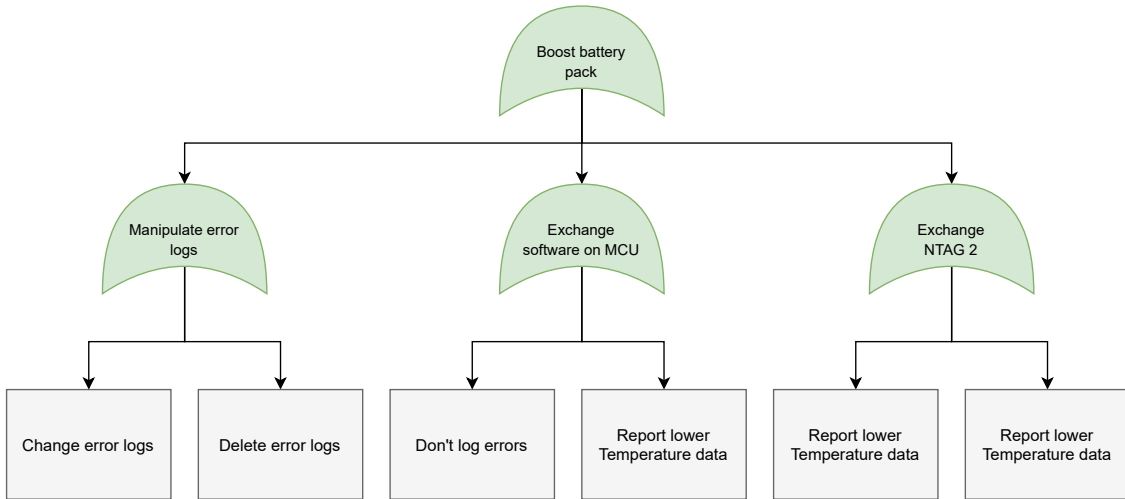 Boost battery
pack
Manipulate error
logs
Exchange
software on MCU
Exchange
NTAG 2
Change error logs
Delete error logs
Don't log errors
Report lower
Temperature data
Report lower
Temperature data
Report lower
Temperature data